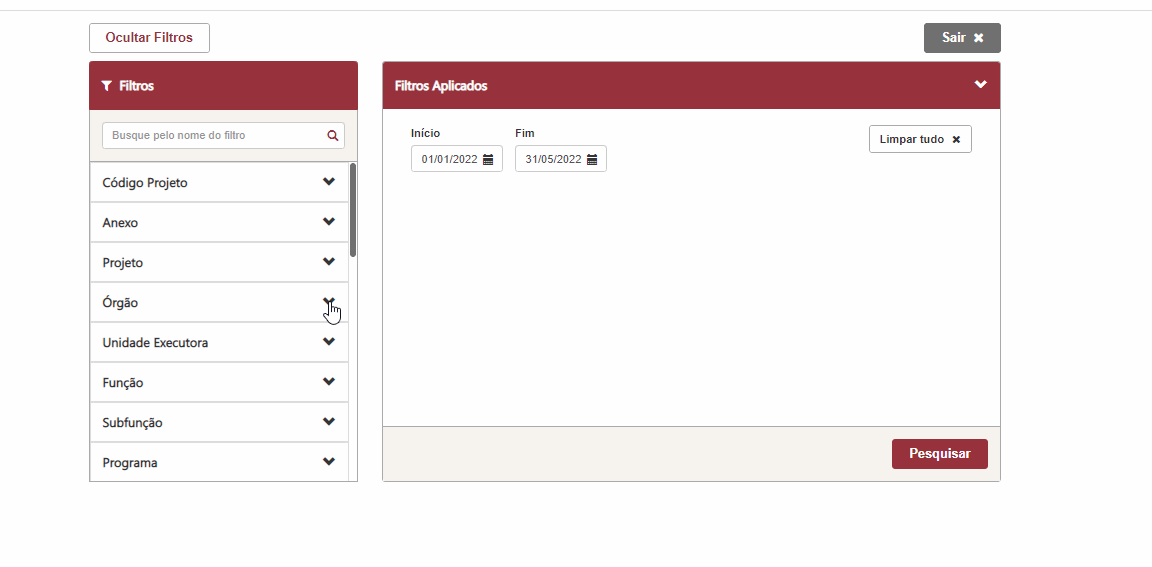 Ocultar Filtros
Sair
Filtros
Busque pelo nome do filtro
Código Projeto
Anexo
Projeto
Órgão
Unidade Executora
Função
Subfunção
Programa
Filtros Aplicados
Início
Fim
01/01/2022
31/05/2022
Limpar tudo
Pesquisar